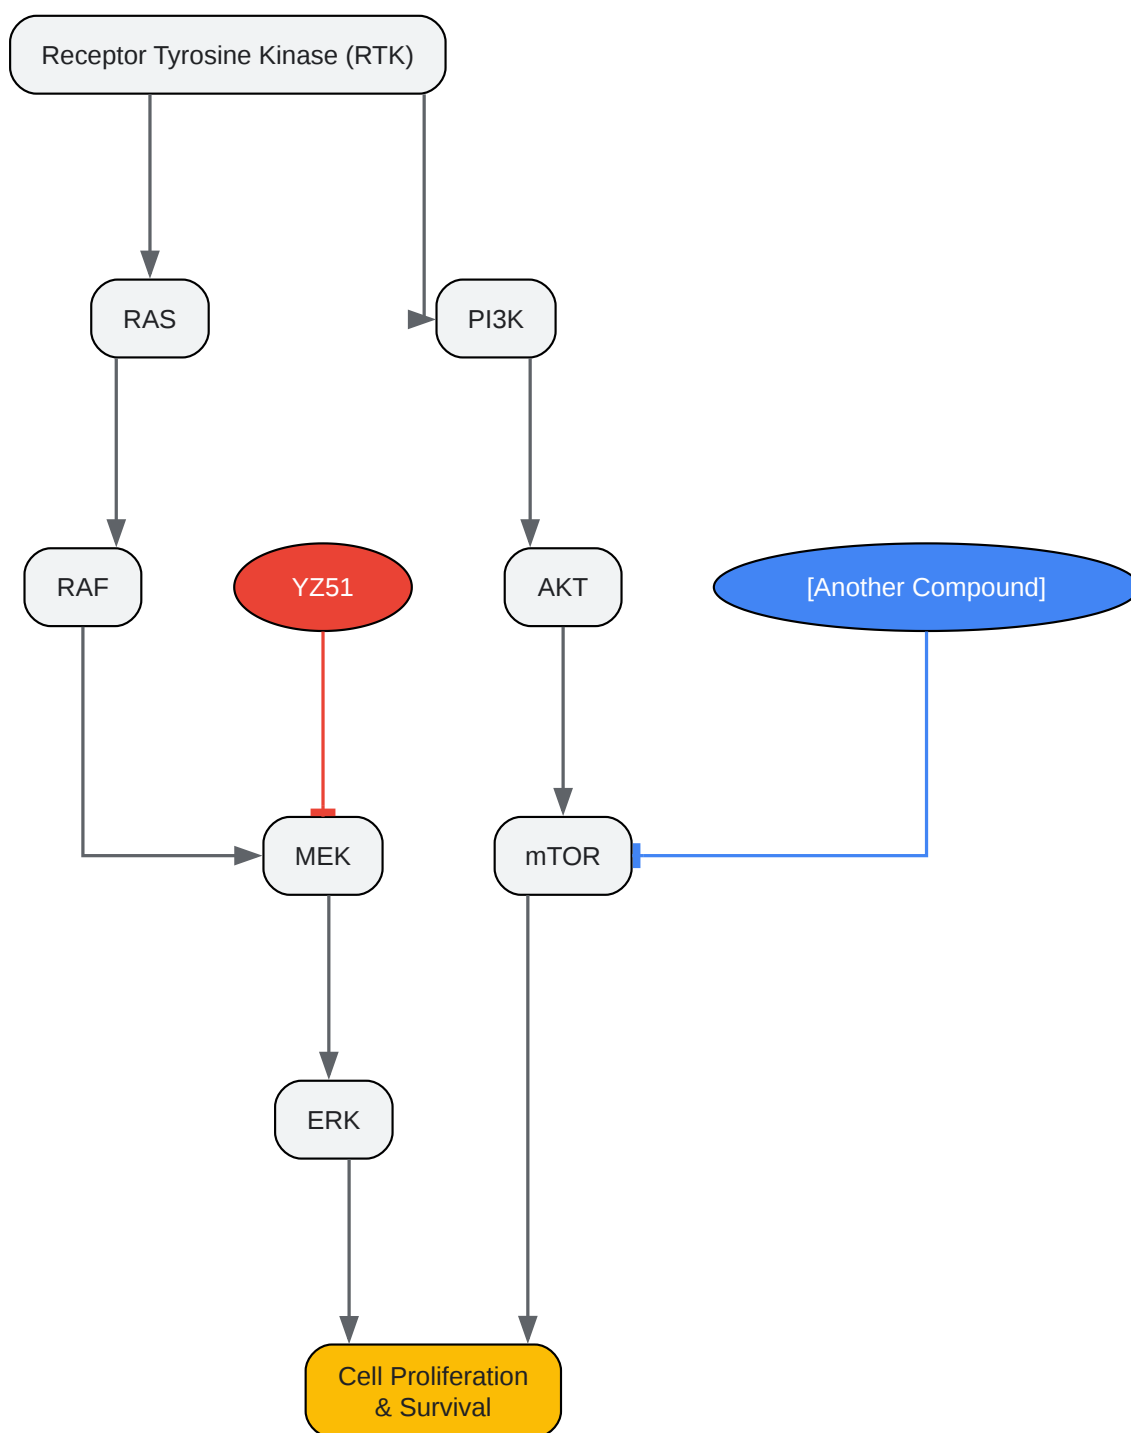 Receptor Tyrosine Kinase (RTK)
RAS
PI3K
RAF
YZ51
AKT
[Another Compound]
MEK
mTOR
ERK
Cell Proliferation
& Survival